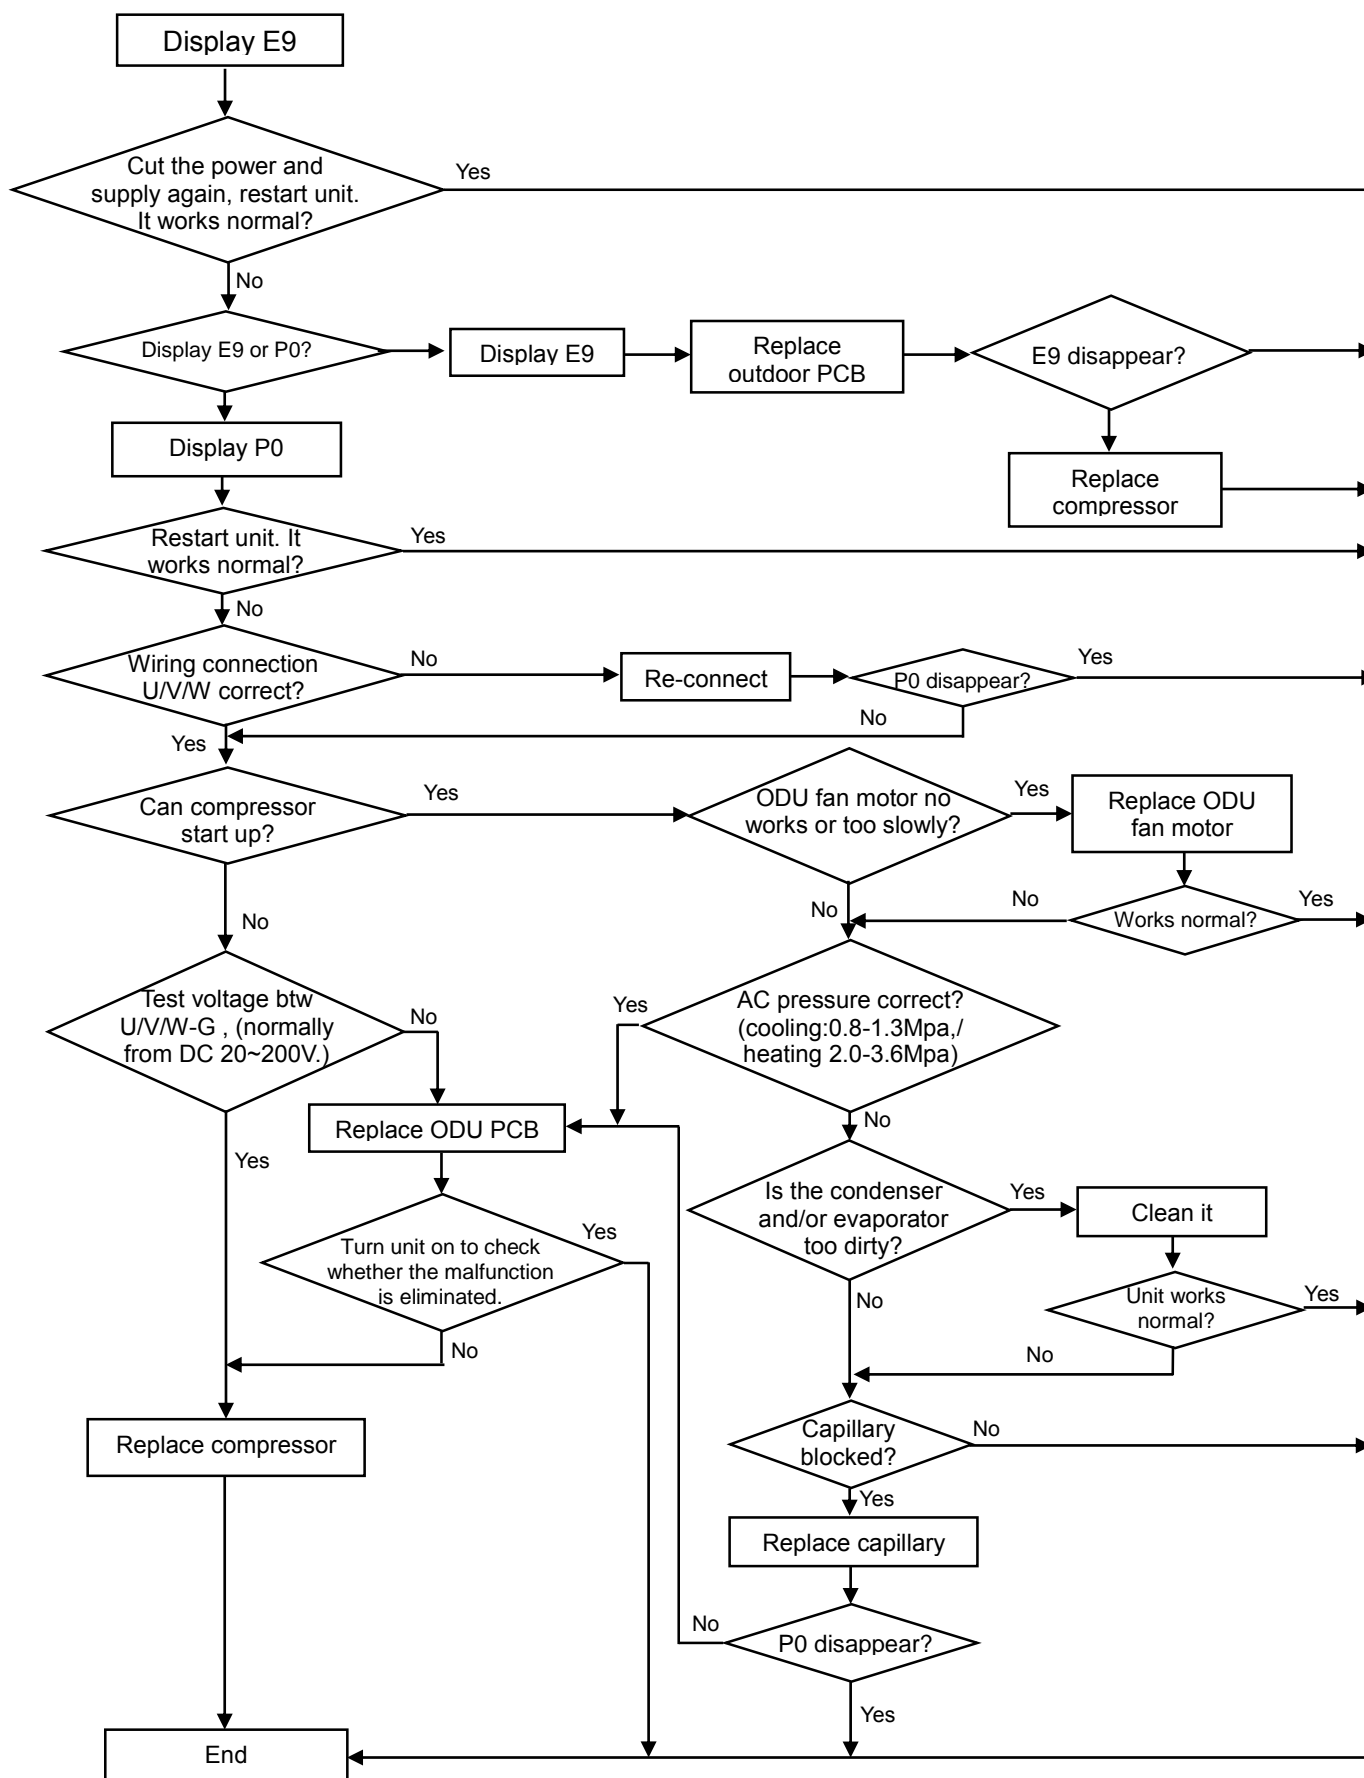 Display E9
Cut the power and
supply again, restart unit.
It works normal?
Yes
No
Display E9 or P0?
Display E9
Replace
outdoor PCB
E9 disappear?
Display P0
Replace
compressor
Restart unit. It
works normal?
Yes
No
Wiring connection
U/V/W correct?
No
Re-connect
P0 disappear?
Yes
No
Yes
Can compressor
start up?
Yes
ODU fan motor no
works or too slowly?
Yes
Replace ODU
fan motor
No
No
No
Works normal?
Yes
Test voltage btw
U/V/W-G , (normally
from DC 20~200V.)
No
Yes
AC pressure correct?
(cooling:0.8-1.3Mpa,/
heating 2.0-3.6Mpa)
No
Replace ODU PCB
Yes
Is the condenser
and/or evaporator
too dirty?
Yes
Clean it
Turn unit on to check
whether the malfunction
is eliminated.
Yes
No
No
Unit works
normal?
Yes
No
Capillary
blocked?
No
Replace compressor
Yes
Replace capillary
No
P0 disappear?
Yes
End